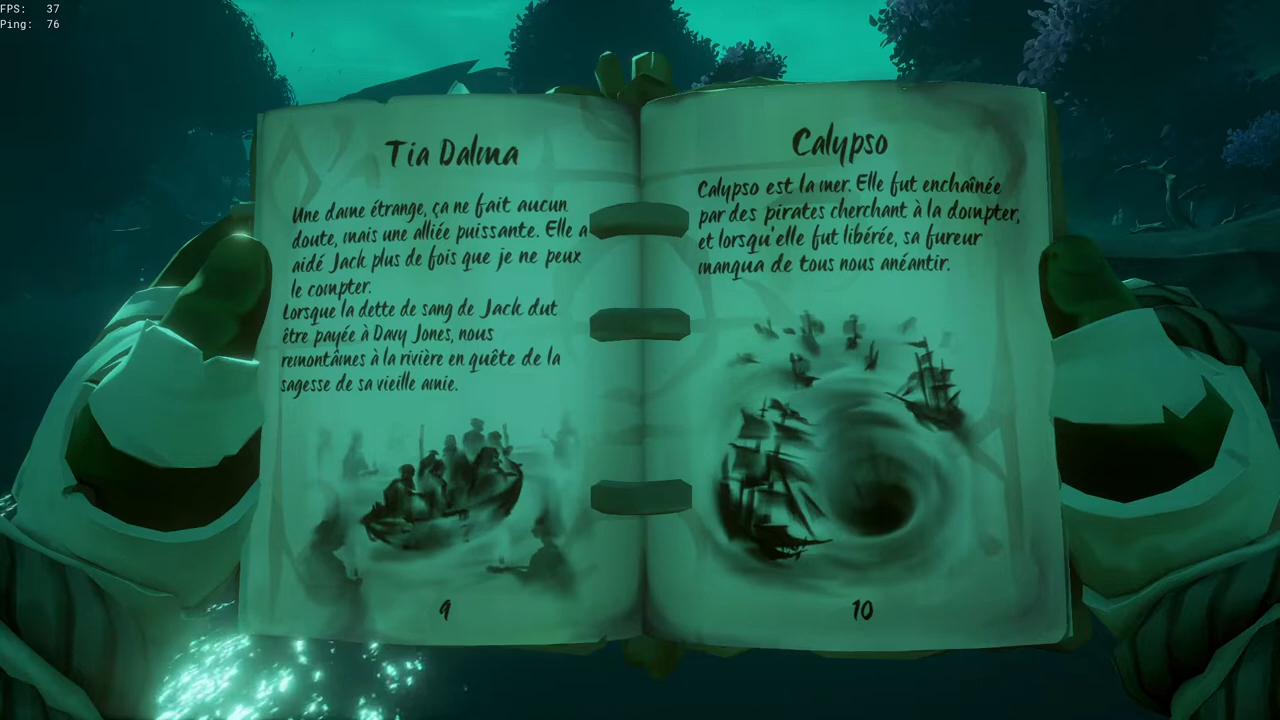 FPS: 37
Ping: 76
Tia Dalma
Une dame étrange, ça ne fait aucun
doute, mais une alliée puissante. Elle a
aidé Jack plus de fois que je ne peux
le compter.
Lorsque la dette de sang de Jack dut
être payée à Davy Jones, nous
remontâmes à la rivière en quête de la
sagesse de sa vieille amie.
9
Calypso
Calypso est la mer. Elle fut enchaînée
par des pirates cherchant à la dompter,
et lorsqu'elle fut libérée, sa fureur
manqua de tous nous anéantir.
10